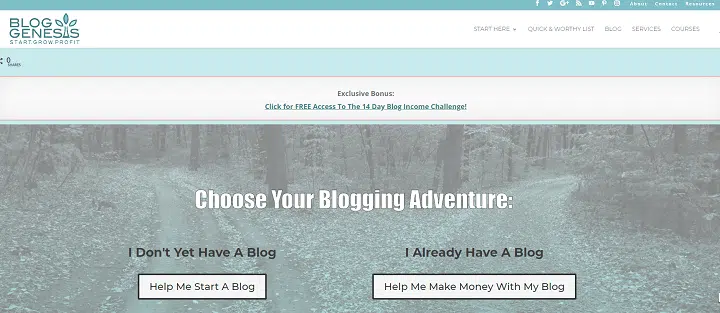 About Contact Resources
BLOG
GENESIS
START.GROW.PROFIT
START HERE QUICK & WORTHY LIST BLOG SERVICES COURSES
0
SHARES
Exclusive Bonus:
Click for FREE Access To The 14 Day Blog Income Challenge!
Choose Your Blogging Adventure:
I Don't Yet Have A Blog
I Already Have A Blog
Help Me Start A Blog
Help Me Make Money With My Blog